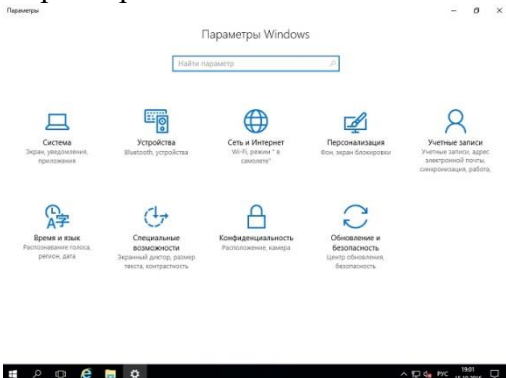 Параметры
Параметры Windows
Найти параметр
Система
Экран, уведомления,
приложения
Устройства
Bluetooth, устройства
Сеть и Интернет
Wi-Fi, режим "в
самолете"
Персонализация
Фон, экран блокировки
Учетные записи
Учетные записи, адрес
электронной почты,
синхронизация, работа,
Время и язык
Распознавание голоса,
регион, дата
Специальные
возможности
Экранный диктор, размер
текста, контрастность
Конфиденциальность
Расположение, камера
Обновление и
безопасность
Центр обновления,
безопасность
РУС
19:01